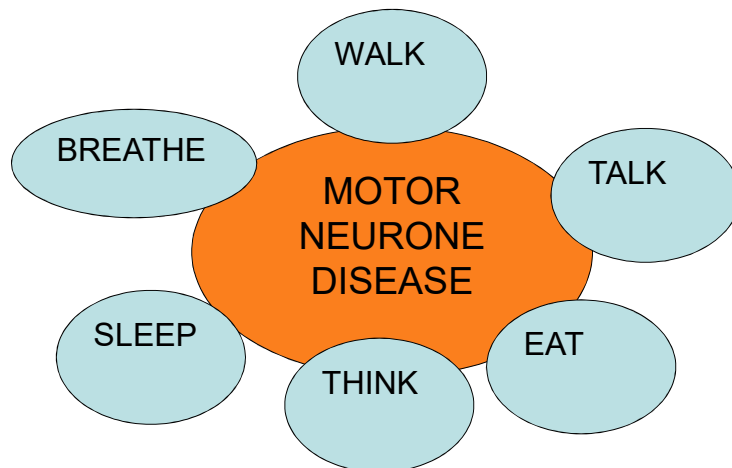 WALK
BREATHE
TALK
MOTOR
NEURONE
DISEASE
SLEEP
EAT
THINK